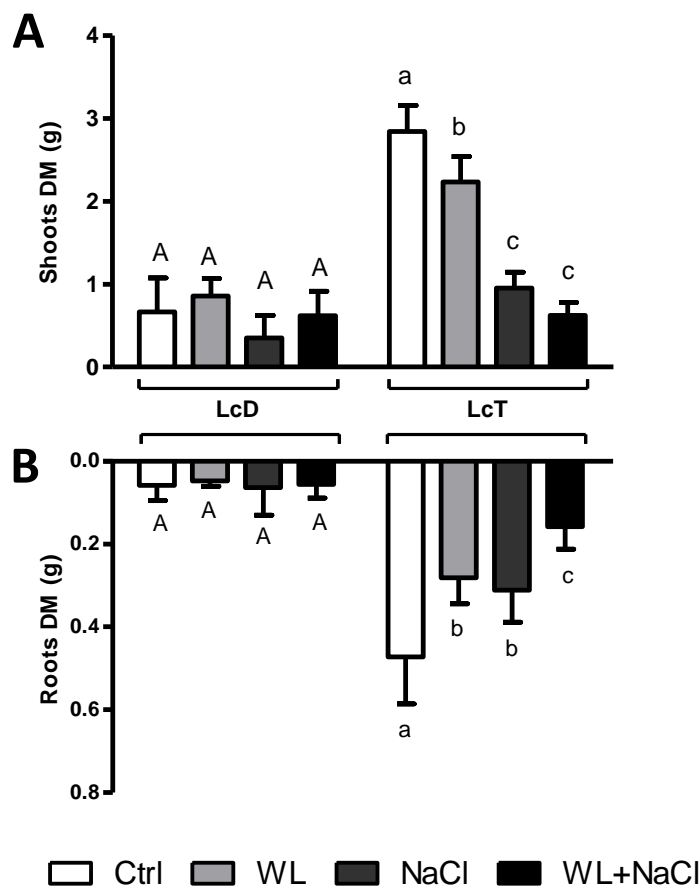 A
Shoots DM (g)
4
3
2
1
0
A
A
A
A
a
b
c
c
LcD
LcT
B
Roots DM (g)
0.0
0.2
0.4
0.6
0.8
A
A
A
A
a
b
b
c
Ctrl WL NaCl WL+NaCl